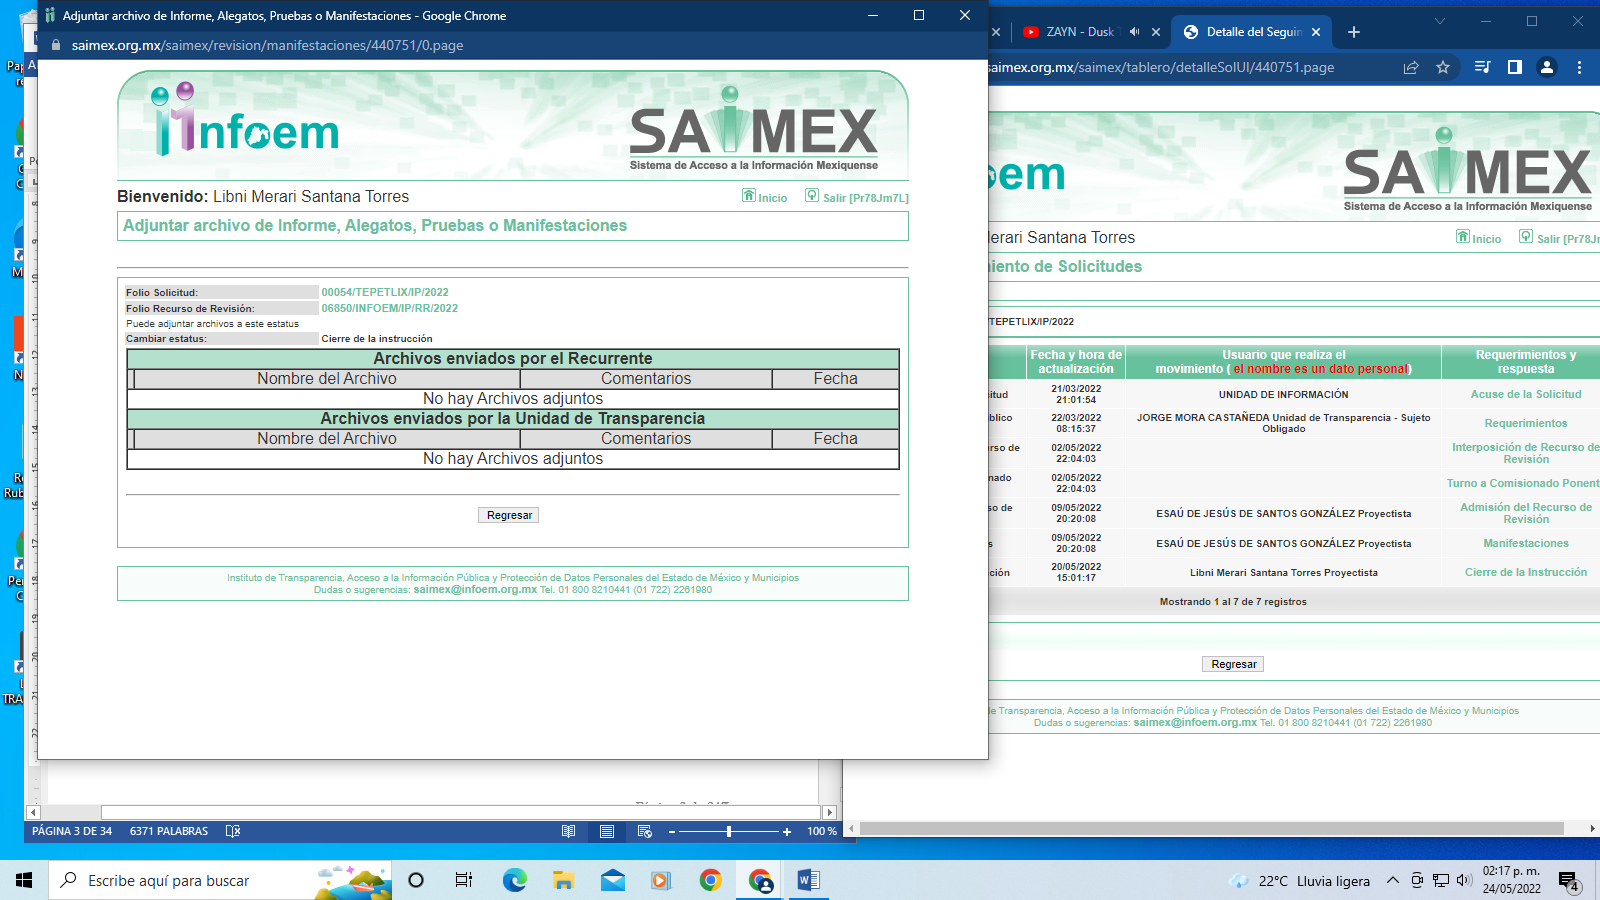 Adjuntar archivo de Informe, Alegatos, Pruebas o Manifestaciones - Google Chrome
saimex.org.mx/saimex/revision/manifestaciones/440751/0.page
infoem
SAIMEX
Sistema de Acceso a la Información Mexiquense
Bienvenido: Libni Merari Santana Torres
Inicio
Salir [Pr78Jm7L]
Adjuntar archivo de Informe, Alegatos, Pruebas o Manifestaciones
Folio Solicitud: 00054/TEPETLIX/IP/2022
Folio Recurso de Revisión: 06850/INFOEM/IP/RR/2022
Puede adjuntar archivos a este estatus
Cambiar estatus: Cierre de la instrucción
Archivos enviados por el Recurrente
Nombre del Archivo Comentarios Fecha
No hay Archivos adjuntos
Archivos enviados por la Unidad de Transparencia
Nombre del Archivo Comentarios Fecha
No hay Archivos adjuntos
Regresar
Instituto de Transparencia, Acceso a la Información Pública y Protección de Datos Personales del Estado de México y Municipios
Dudas o sugerencias: saimex@infoem.org.mx Tel. 01 800 8210441 (01 722) 2261980
ZAYN - Dusk
Detalle del Seguin
saimex.org.mx/saimex/tablero/detalleSolUI/440751.page
oem
SAIMEX
Sistema de Acceso a la Información Mexiquense
lerari Santana Torres
Inicio
Salir [Pr78Jr
niento de Solicitudes
TEPETLIX/IP/2022
Fecha y hora de
actualización
Usuario que realiza el
movimiento ( el nombre es un dato personal)
Requerimientos y
respuesta
citud
21/03/2022
21:01:54
UNIDAD DE INFORMACIÓN
Acuse de la Solicitud
blico
22/03/2022
08:15:37
JORGE MORA CASTAÑEDA Unidad de Transparencia - Sujeto
Obligado
Requerimientos
rso de
02/05/2022
22:04:03
Interposición de Recurso de
Revisión
nado
02/05/2022
22:04:03
Turno a Comisionado Ponent
so de
09/05/2022
20:20:08
ESAÚ DE JESÚS DE SANTOS GONZÁLEZ Proyectista
Admisión del Recurso de
Revisión
s
09/05/2022
20:20:08
ESAÚ DE JESÚS DE SANTOS GONZÁLEZ Proyectista
Manifestaciones
ción
20/05/2022
15:01:17
Libni Merari Santana Torres Proyectista
Cierre de la Instrucción
Mostrando 1 al 7 de 7 registros
Regresar
e Transparencia, Acceso a la Información Pública y Protección de Datos Personales del Estado de México y Municipios
Dudas o sugerencias: saimex@infoem.org.mx Tel. 01 800 8210441 (01 722) 2261980
PÁGINA 3 DE 34
6371 PALABRAS
100 %
Escribe aquí para buscar
22°C Lluvia ligera
02:17 p. m.
24/05/2022
4